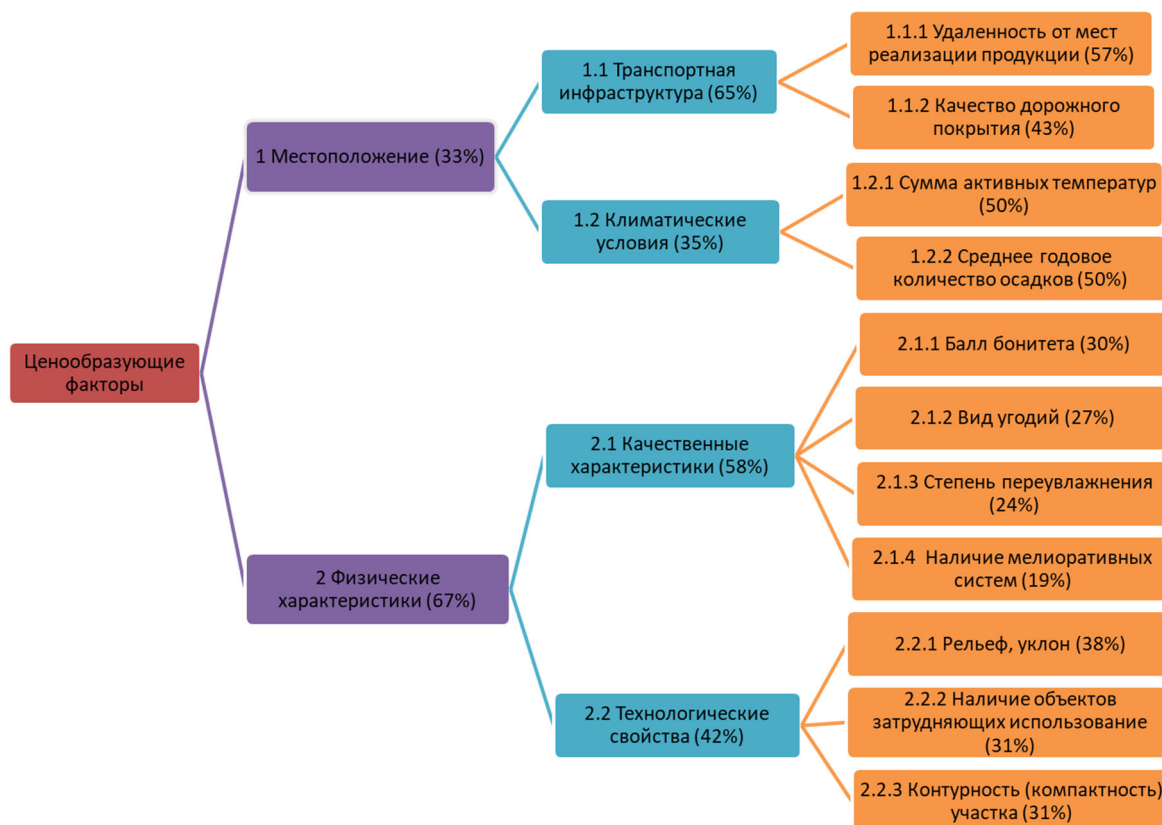 Ценообразующие
факторы
1 Местоположение (33%)
1.1 Транспортная
инфраструктура (65%)
1.1.1 Удаленность от мест
реализации продукции (57%)
1.1.2 Качество дорожного
покрытия (43%)
1.2 Климатические
условия (35%)
1.2.1 Сумма активных температур
(50%)
1.2.2 Среднее годовое
количество осадков (50%)
2 Физические
характеристики (67%)
2.1 Качественные
характеристики (58%)
2.1.1 Балл бонитета (30%)
2.1.2 Вид угодий (27%)
2.1.3 Степень переувлажнения
(24%)
2.1.4 Наличие мелиоративных
систем (19%)
2.2 Технологические
свойства (42%)
2.2.1 Рельеф, уклон (38%)
2.2.2 Наличие объектов
затрудняющих использование
(31%)
2.2.3 Контурность (компактность)
участка (31%)